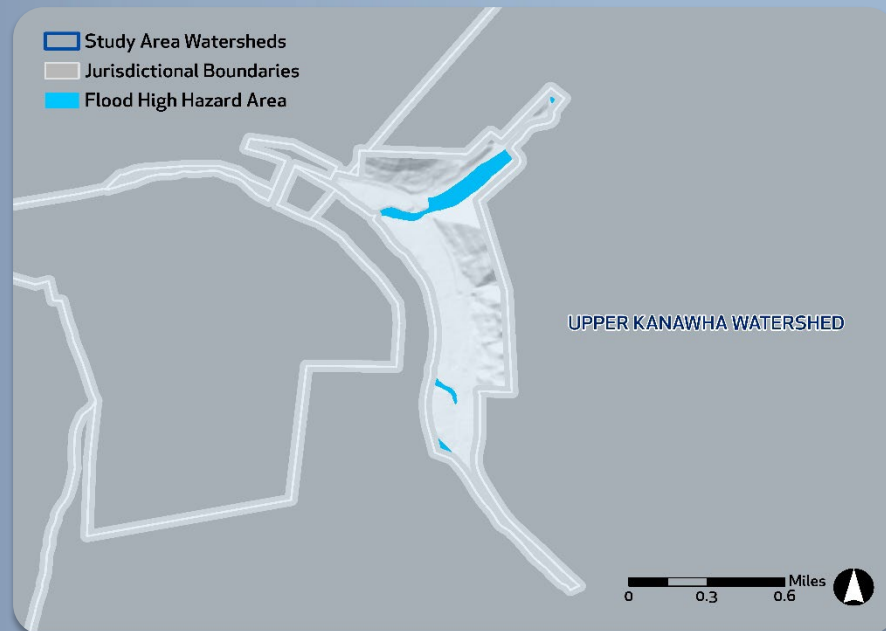 Study Area Watersheds
Jurisdictional Boundaries
Flood High Hazard Area
UPPER KANAWHA WATERSHED
Miles
0 0.3 0.6